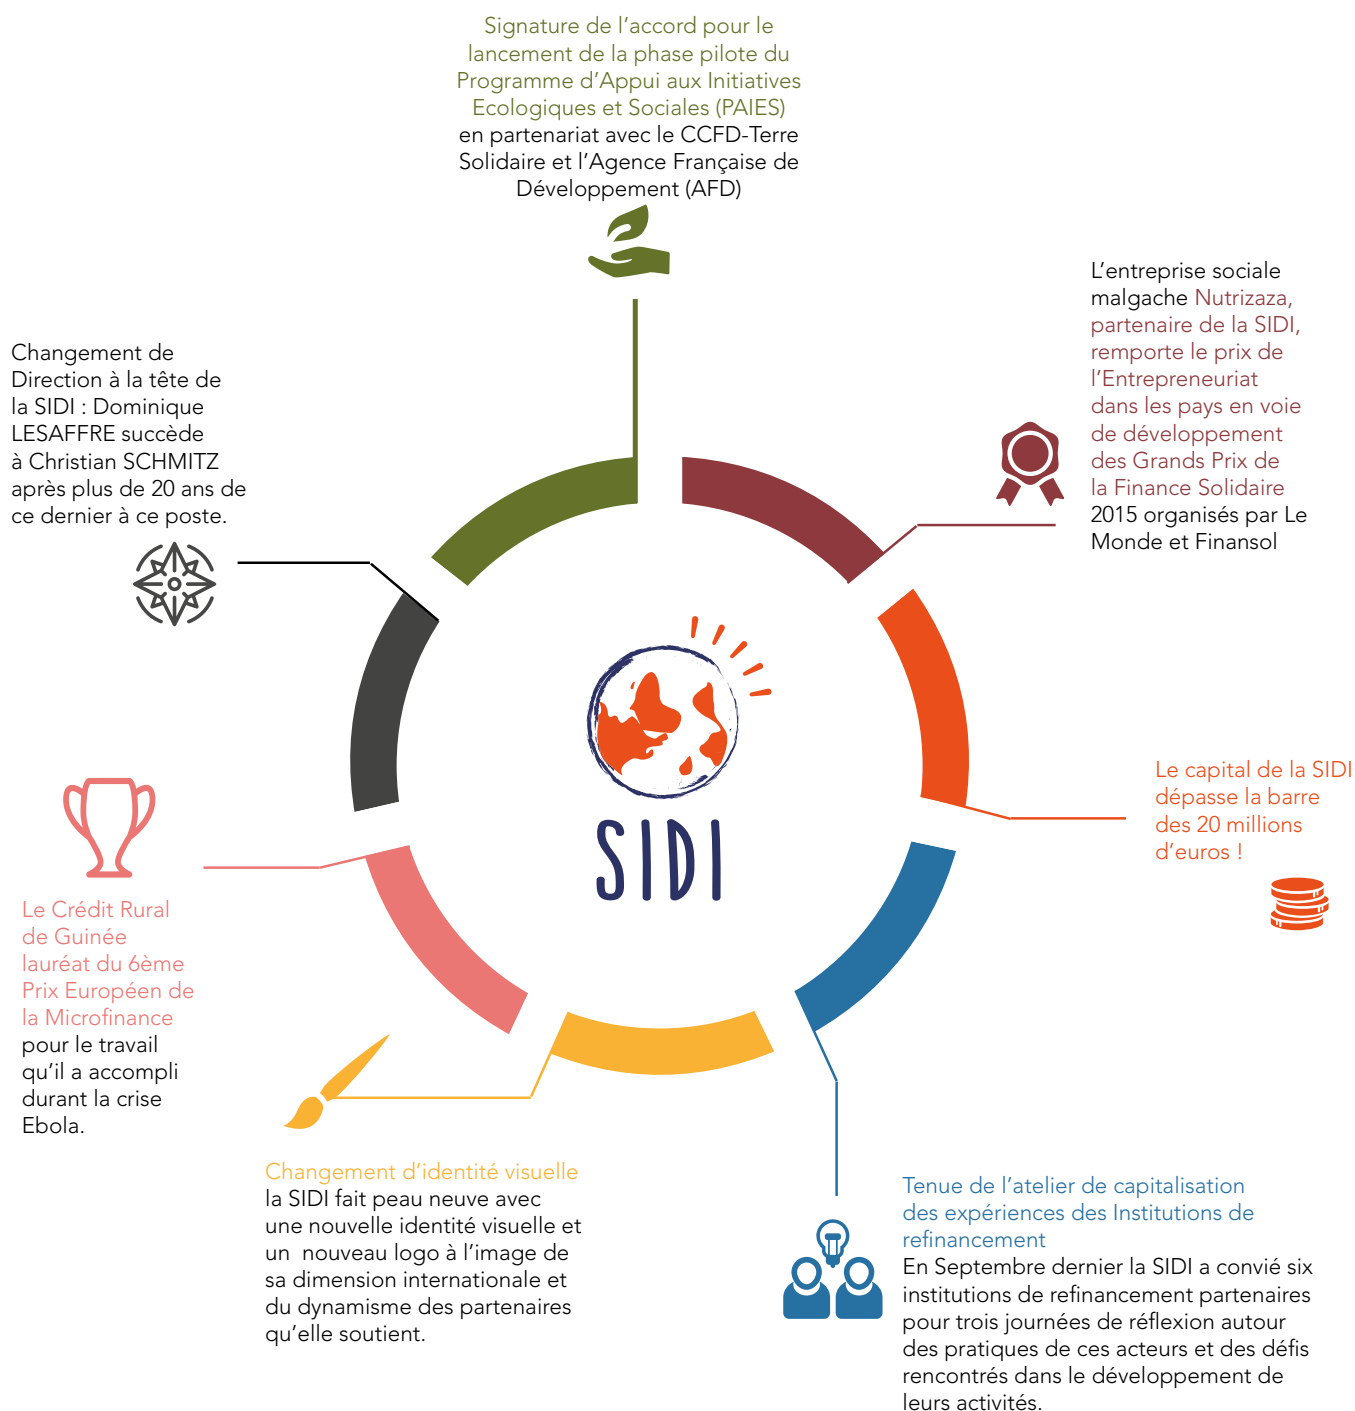 Signature de l’accord pour le
lancement de la phase pilote du
Programme d’Appui aux Initiatives
Ecologiques et Sociales (PAIES)
en partenariat avec le CCFD-Terre
Solidaire et l’Agence Française de
Développement (AFD)
L’entreprise sociale
malgache Nutrizaza,
partenaire de la SIDI,
remporte le prix de
l’Entrepreneuriat
dans les pays en voie
de développement
des Grands Prix de
la Finance Solidaire
2015 organisés par Le
Monde et Finansol
Changement de
Direction à la tête de
la SIDI : Dominique
LESAFFRE succède
à Christian SCHMITZ
après plus de 20 ans de
ce dernier à ce poste.
SIDI
Le capital de la SIDI
dépasse la barre
des 20 millions
d’euros !
Le Crédit Rural
de Guinée
lauréat du 6ème
Prix Européen de
la Microfinance
pour le travail
qu’il a accompli
durant la crise
Ebola.
Changement d’identité visuelle
la SIDI fait peau neuve avec
une nouvelle identité visuelle et
un nouveau logo à l’image de
sa dimension internationale et
du dynamisme des partenaires
qu’elle soutient.
Tenue de l’atelier de capitalisation
des expériences des Institutions de
refinancement
En Septembre dernier la SIDI a convié six
institutions de refinancement partenaires
pour trois journées de réflexion autour
des pratiques de ces acteurs et des défis
rencontrés dans le développement de
leurs activités.